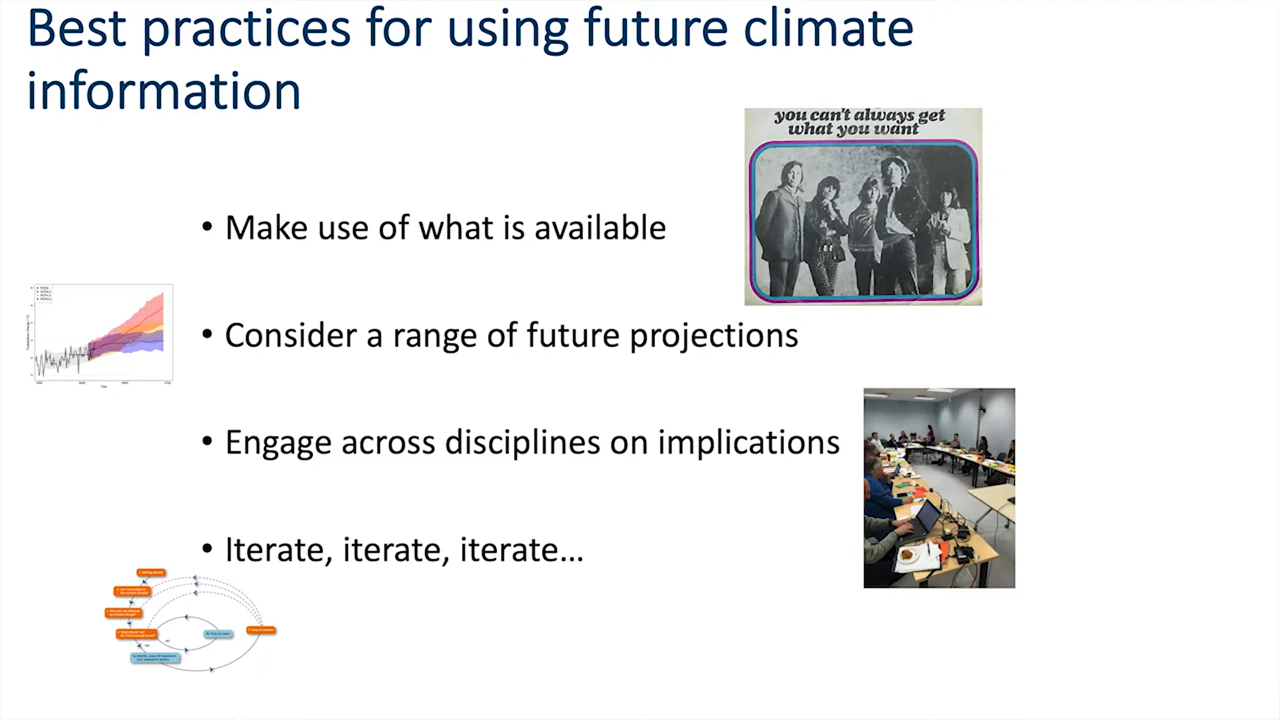 Best practices for using future climate
information
you can't always get
what you want
• Make use of what is available
• Consider a range of future projections
• Engage across disciplines on implications
• Iterate, iterate, iterate...